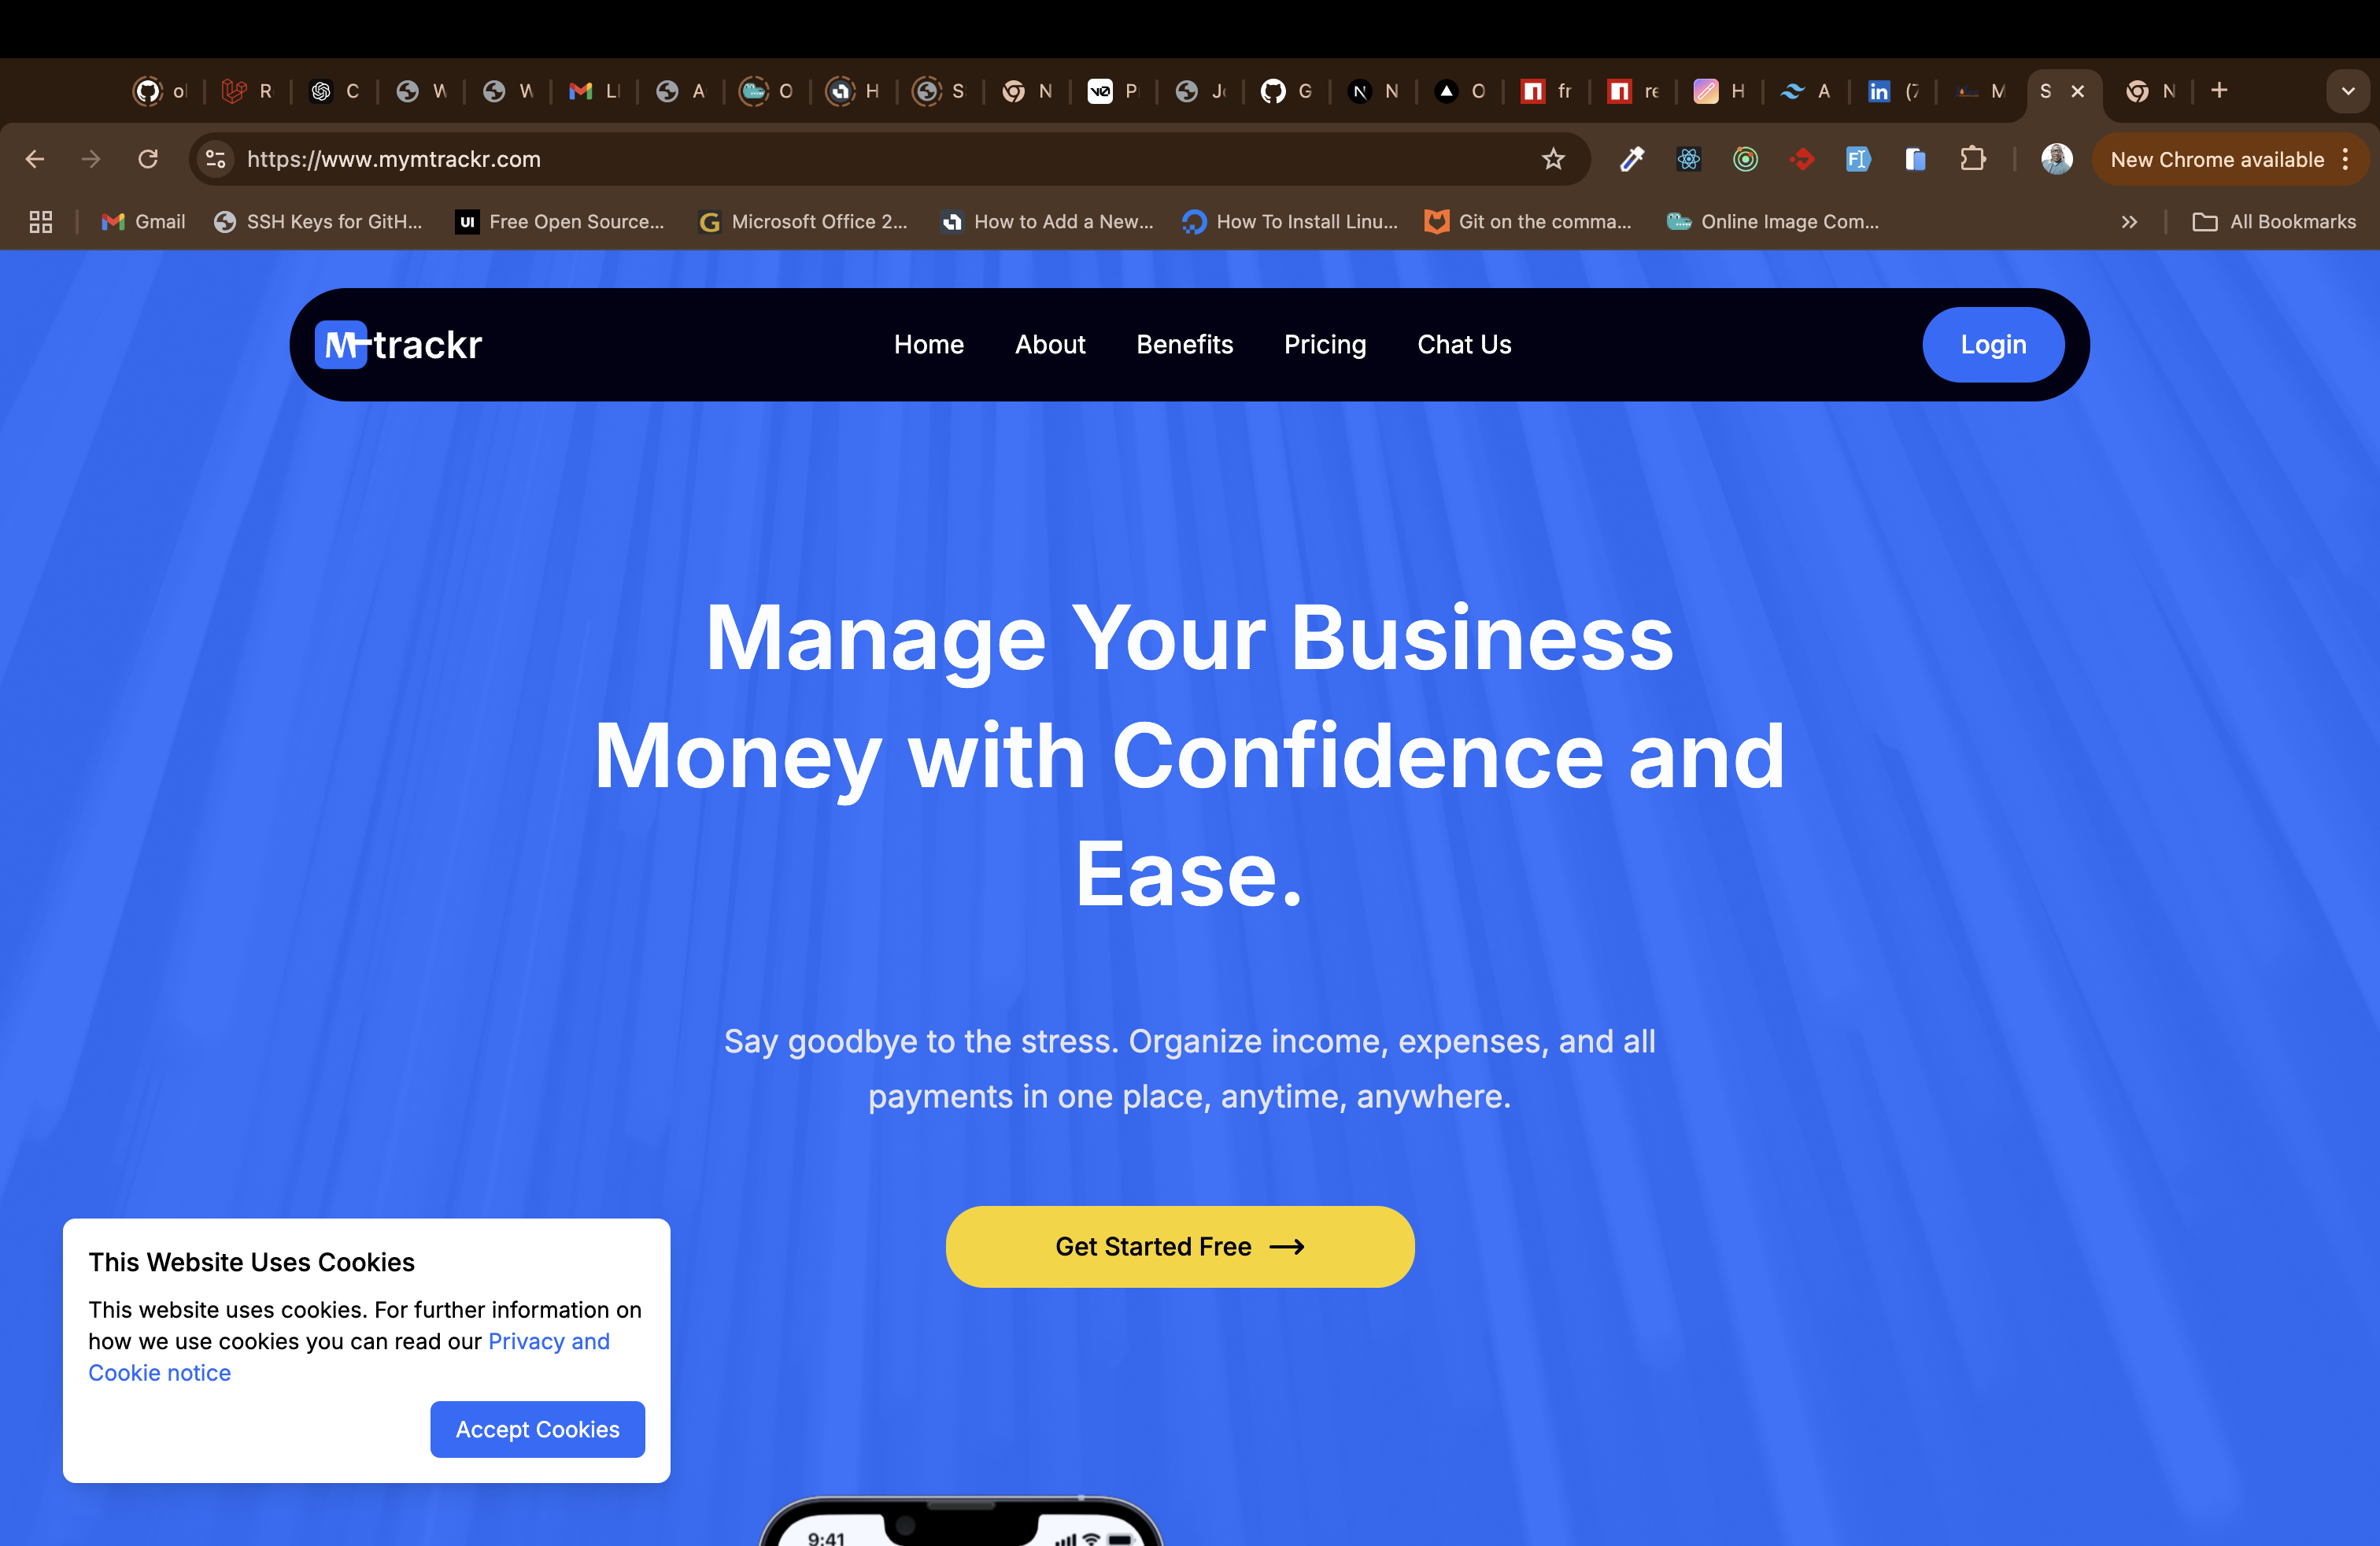 o
R
C
W
W
LI
A
O
H
S
N
P
G
N
O
fr
re
H
A
(7
M
S
N
https://www.mymtrackr.com
New Chrome available
Gmail
SSH Keys for GitH...
UI
Free Open Source...
Microsoft Office 2...
How to Add a New...
How To Install Linu...
Git on the comma...
Online Image Com...
All Bookmarks
M-trackr
Home
About
Benefits
Pricing
Chat Us
Login
Manage Your Business
Money with Confidence and
Ease.
Say goodbye to the stress. Organize income, expenses, and all
payments in one place, anytime, anywhere.
Get Started Free
This Website Uses Cookies
This website uses cookies. For further information on
how we use cookies you can read our Privacy and
Cookie notice
Accept Cookies
9:41